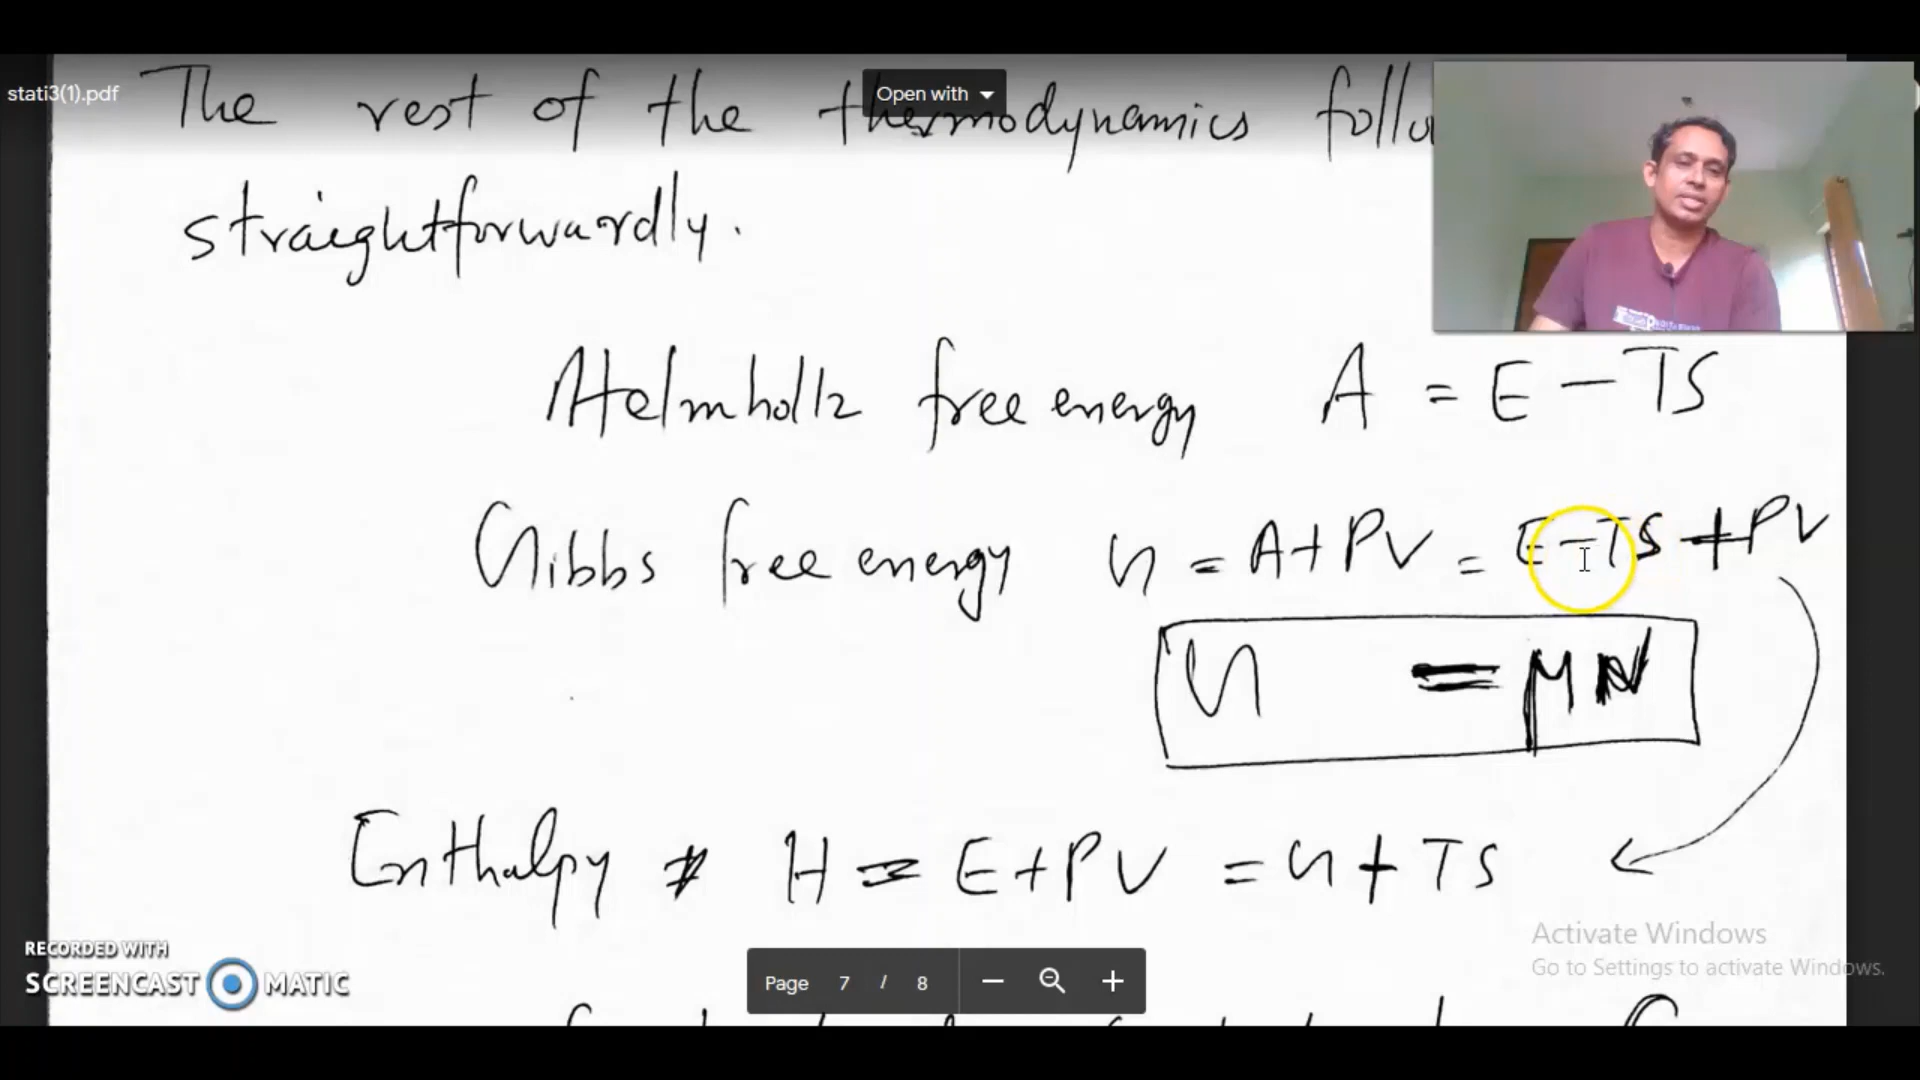 stati3(1).pdf
Open with
The rest of the thermodynamics follo
straightforwardly.
Helmholtz free energy A = E - TS
Gibbs free energy G = A + PV = E - TS + PV
G = μN
Enthalpy H = E + PV = G + TS
Activate Windows
Go to Settings to activate Windows.
RECORDED WITH
SCREENCAST MATIC
Page 7 / 8